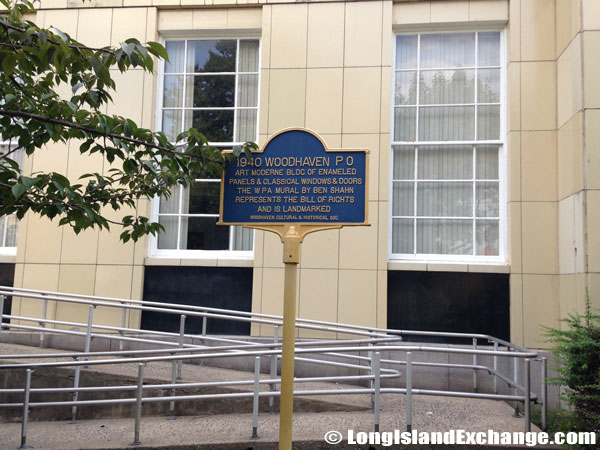 1940 WOODHAVEN P O
ART MODERNE BLDG OF ENAMELED
PANELS & CLASSICAL WINDOWS & DOORS
THE W.P.A. MURAL BY BEN SHAHN
REPRESENTS THE BILL OF RIGHTS
AND IS LANDMARKED
WOODHAVEN CULTURAL & HISTORICAL SOC.
© LongIslandExchange.com